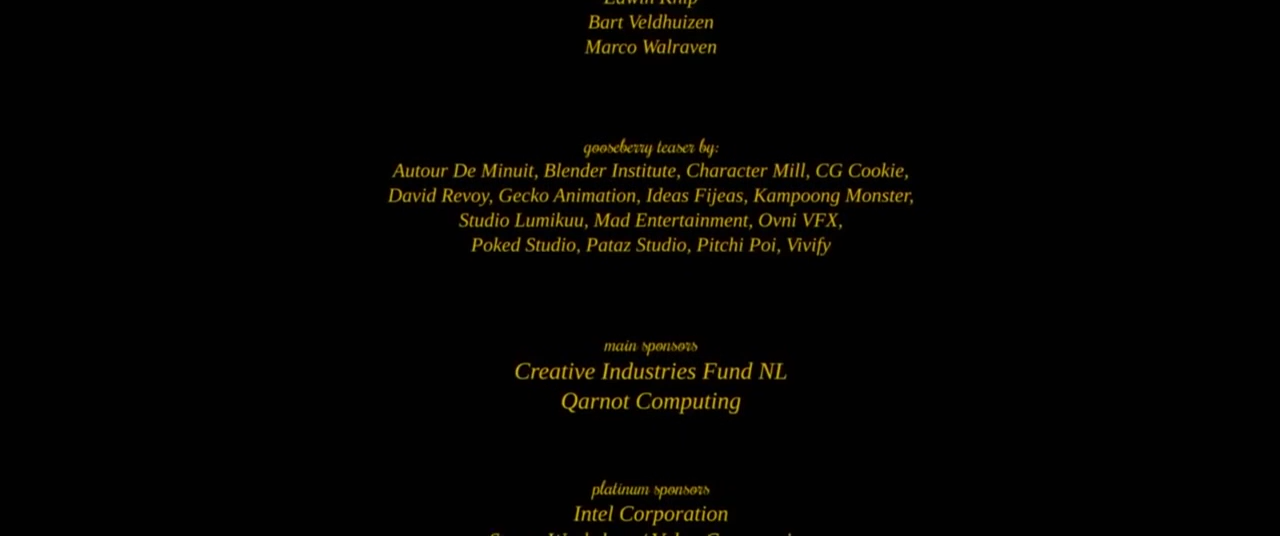 Bart Veldhuizen
Marco Walraven
gooseberry teaser by:
Autour De Minuit, Blender Institute, Character Mill, CG Cookie,
David Revoy, Gecko Animation, Ideas Fijeas, Kampoong Monster,
Studio Lumikuu, Mad Entertainment, Ovni VFX,
Poked Studio, Pataz Studio, Pitchi Poi, Vivify
main sponsors
Creative Industries Fund NL
Qarnot Computing
platinum sponsors
Intel Corporation